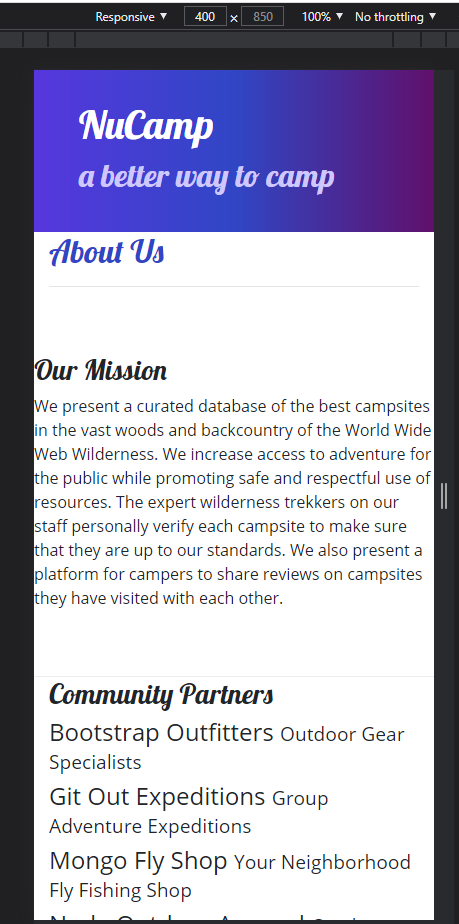 Responsive ▼ 400 × 850 100% ▼ No throttling ▼
NuCamp
a better way to camp
About Us
Our Mission
We present a curated database of the best campsites
in the vast woods and backcountry of the World Wide
Web Wilderness. We increase access to adventure for
the public while promoting safe and respectful use of
resources. The expert wilderness trekkers on our
staff personally verify each campsite to make sure
that they are up to our standards. We also present a
platform for campers to share reviews on campsites
they have visited with each other.
Community Partners
Bootstrap Outfitters Outdoor Gear
Specialists
Git Out Expeditions Group
Adventure Expeditions
Mongo Fly Shop Your Neighborhood
Fly Fishing Shop